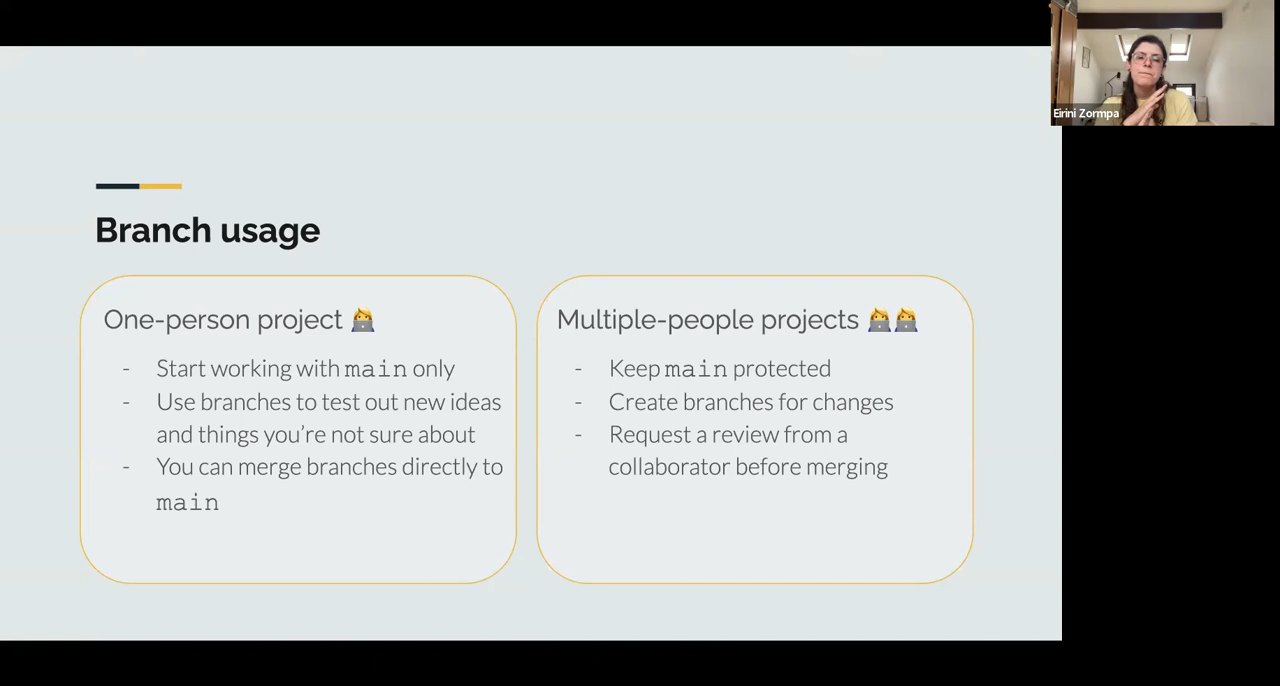 Eirini Zormpa
Branch usage
One-person project 👩‍💻
- Start working with main only
- Use branches to test out new ideas
and things you’re not sure about
- You can merge branches directly to
main
Multiple-people projects 👩‍💻👩‍💻
- Keep main protected
- Create branches for changes
- Request a review from a
collaborator before merging